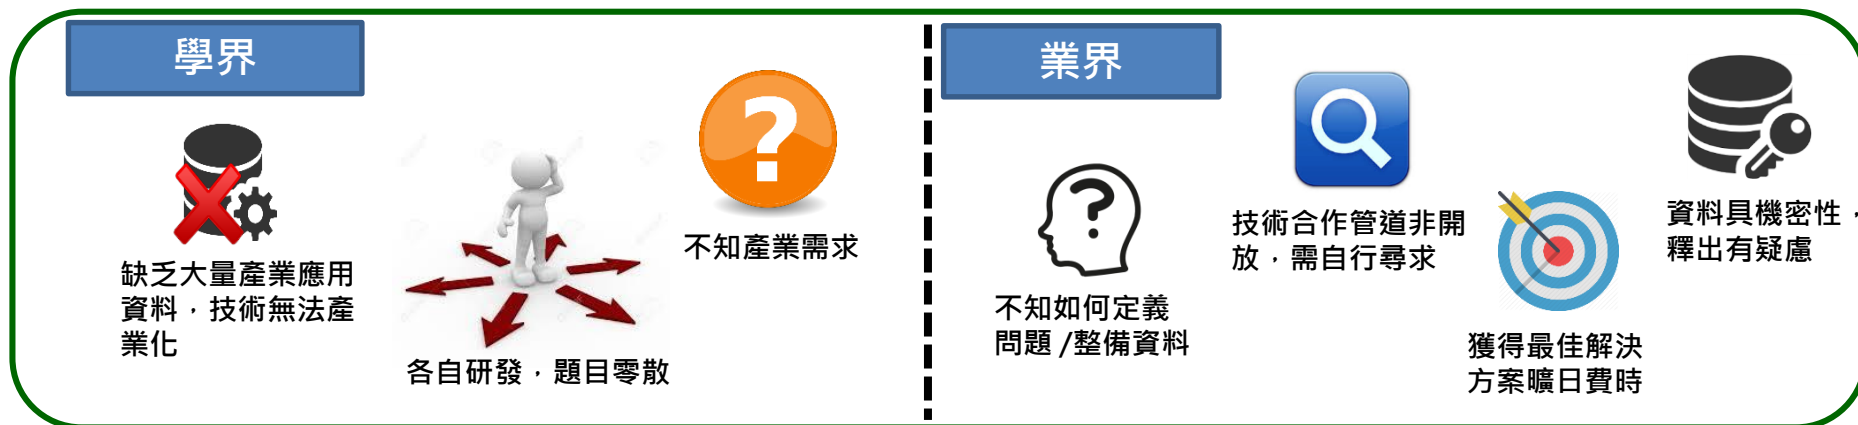 學界
缺乏大量產業應用
資料，技術無法產
業化
各自研發，題目零散
不知產業需求
業界
不知如何定義
問題/整備資料
技術合作管道非開
放，需自行尋求
獲得最佳解決
方案曠日費時
資料具機密性，
釋出有疑慮